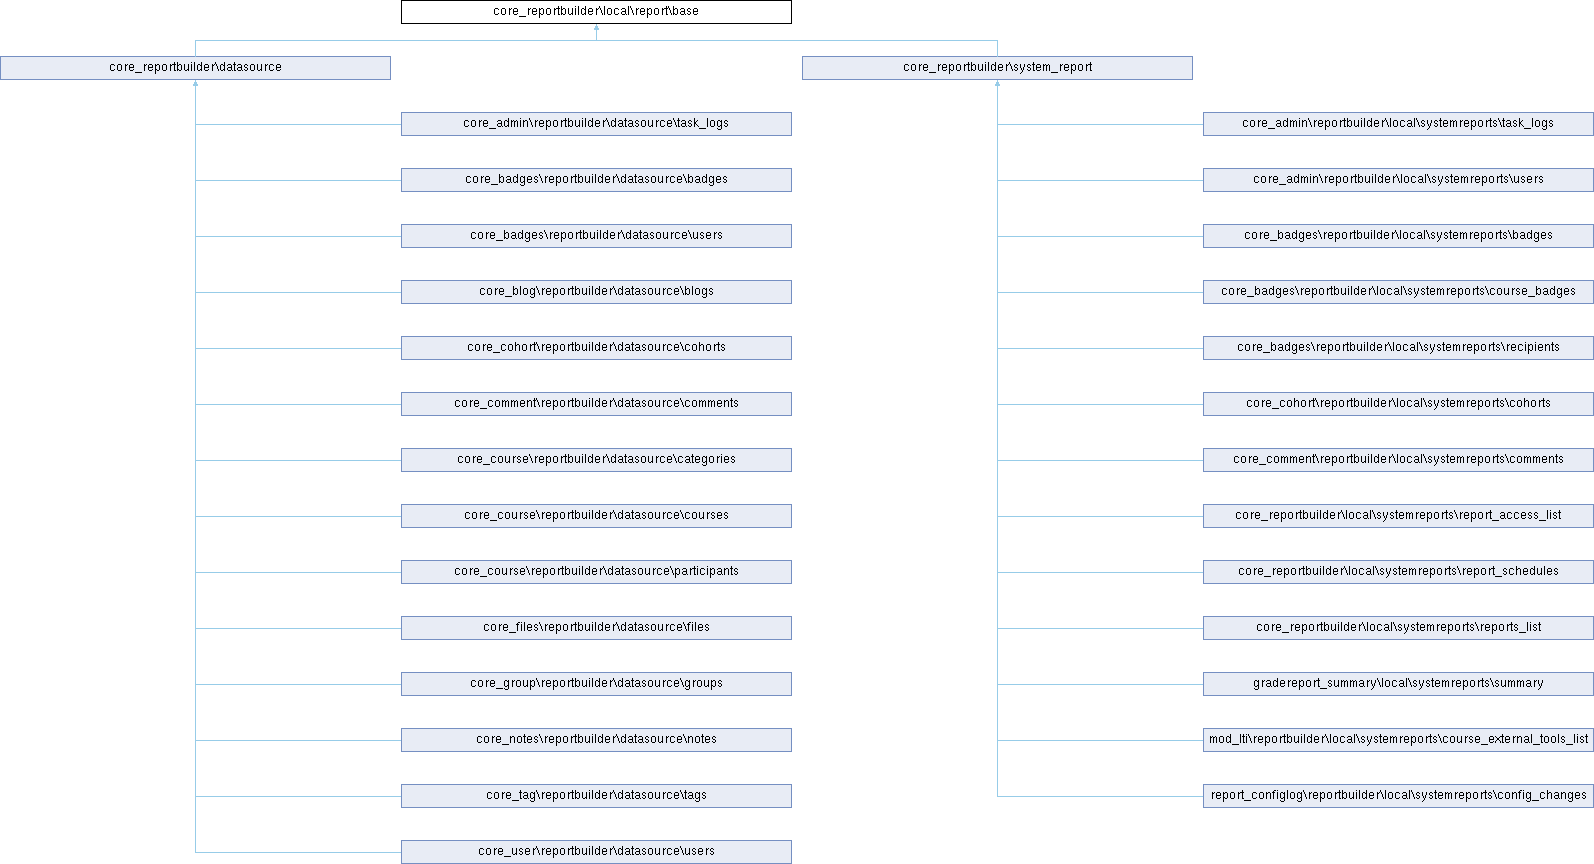 core_reportbuilder\local\report\base
core_reportbuilder\datasource
core_reportbuilder\system_report
core_admin\reportbuilder\datasource\task_logs
core_admin\reportbuilder\local\systemreports\task_logs
core_badges\reportbuilder\datasource\badges
core_admin\reportbuilder\local\systemreports\users
core_badges\reportbuilder\datasource\users
core_badges\reportbuilder\local\systemreports\badges
core_blog\reportbuilder\datasource\blogs
core_badges\reportbuilder\local\systemreports\course_badges
core_cohort\reportbuilder\datasource\cohorts
core_badges\reportbuilder\local\systemreports\recipients
core_comment\reportbuilder\datasource\comments
core_cohort\reportbuilder\local\systemreports\cohorts
core_course\reportbuilder\datasource\categories
core_comment\reportbuilder\local\systemreports\comments
core_course\reportbuilder\datasource\courses
core_reportbuilder\local\systemreports\report_access_list
core_course\reportbuilder\datasource\participants
core_reportbuilder\local\systemreports\report_schedules
core_files\reportbuilder\datasource\files
core_reportbuilder\local\systemreports\reports_list
core_group\reportbuilder\datasource\groups
gradereport_summary\local\systemreports\summary
core_notes\reportbuilder\datasource\notes
mod_lti\reportbuilder\local\systemreports\course_external_tools_list
core_tag\reportbuilder\datasource\tags
report_configlog\reportbuilder\local\systemreports\config_changes
core_user\reportbuilder\datasource\users